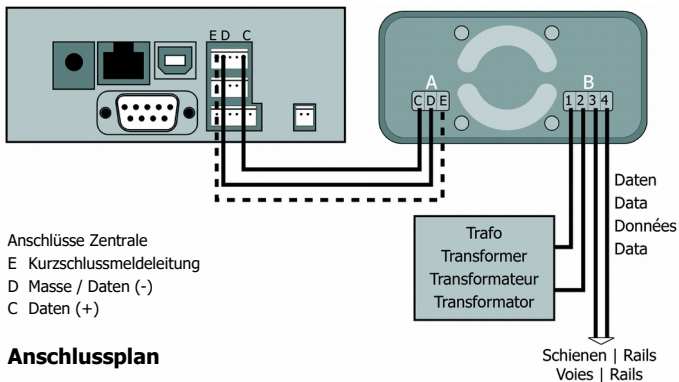 E D C
A
B
C D E
1 2 3 4
Daten
Data
Données
Data
Trafo
Transformer
Transformateur
Transformator
Anschlüsse Zentrale
E Kurzschlussmeldeleitung
D Masse / Daten (-)
C Daten (+)
Anschlussplan
Schienen | Rails
Voies | Rails